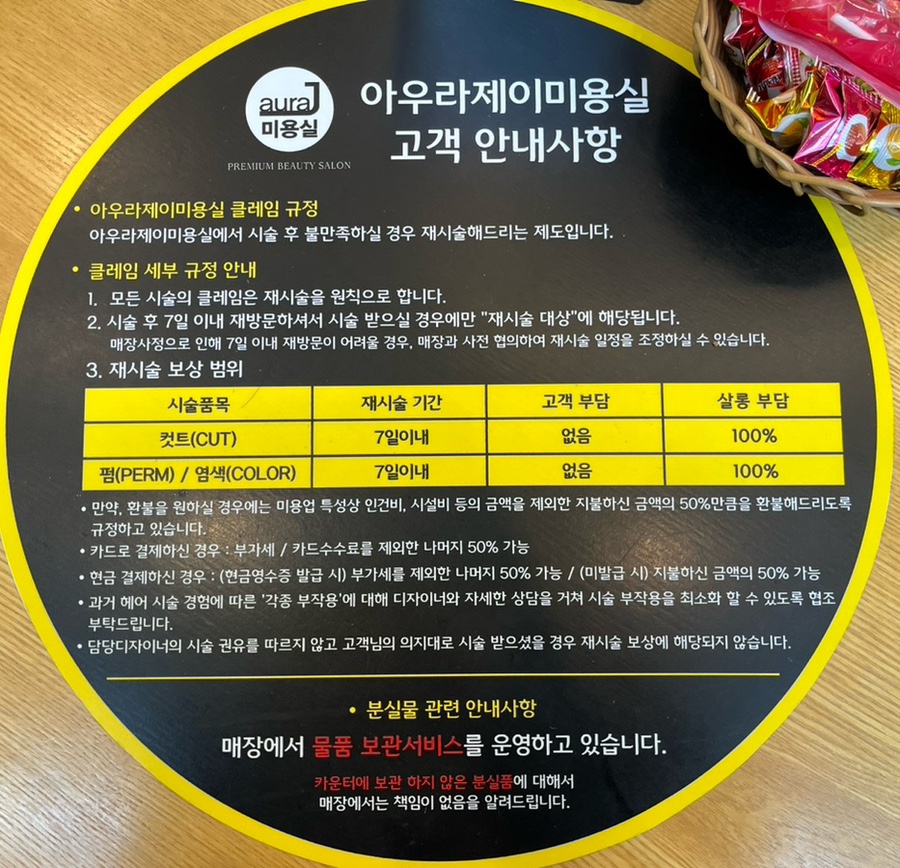 auraJ
미용실
PREMIUM BEAUTY SALON
아우라제이미용실
고객 안내사항
• 아우라제이미용실 클레임 규정
아우라제이미용실에서 시술 후 불만족하실 경우 재시술해드리는 제도입니다.
• 클레임 세부 규정 안내
1. 모든 시술의 클레임은 재시술을 원칙으로 합니다.
2. 시술 후 7일 이내 재방문하셔서 시술 받으실 경우에만 "재시술 대상"에 해당됩니다.
매장사정으로 인해 7일 이내 재방문이 어려울 경우, 매장과 사전 협의하여 재시술 일정을 조정하실 수 있습니다.
3. 재시술 보상 범위
시술품목 재시술 기간 고객 부담 살롱 부담
컷트(CUT) 7일이내 없음 100%
펌(PERM) / 염색(COLOR) 7일이내 없음 100%
• 만약, 환불을 원하실 경우에는 미용업 특성상 인건비, 시설비 등의 금액을 제외한 지불하신 금액의 50%만큼을 환불해드리도록
규정하고 있습니다.
• 카드로 결제하신 경우 : 부가세 / 카드수수료를 제외한 나머지 50% 가능
• 현금 결제하신 경우 : (현금영수증 발급 시) 부가세를 제외한 나머지 50% 가능 / (미발급 시) 지불하신 금액의 50% 가능
• 과거 헤어 시술 경험에 따른 '각종 부작용'에 대해 디자이너와 자세한 상담을 거쳐 시술 부작용을 최소화 할 수 있도록 협조
부탁드립니다.
• 담당디자이너의 시술 권유를 따르지 않고 고객님의 의지대로 시술 받으셨을 경우 재시술 보상에 해당되지 않습니다.
• 분실물 관련 안내사항
매장에서 물품 보관서비스를 운영하고 있습니다.
카운터에 보관 하지 않은 분실품에 대해서
매장에서는 책임이 없음을 알려드립니다.